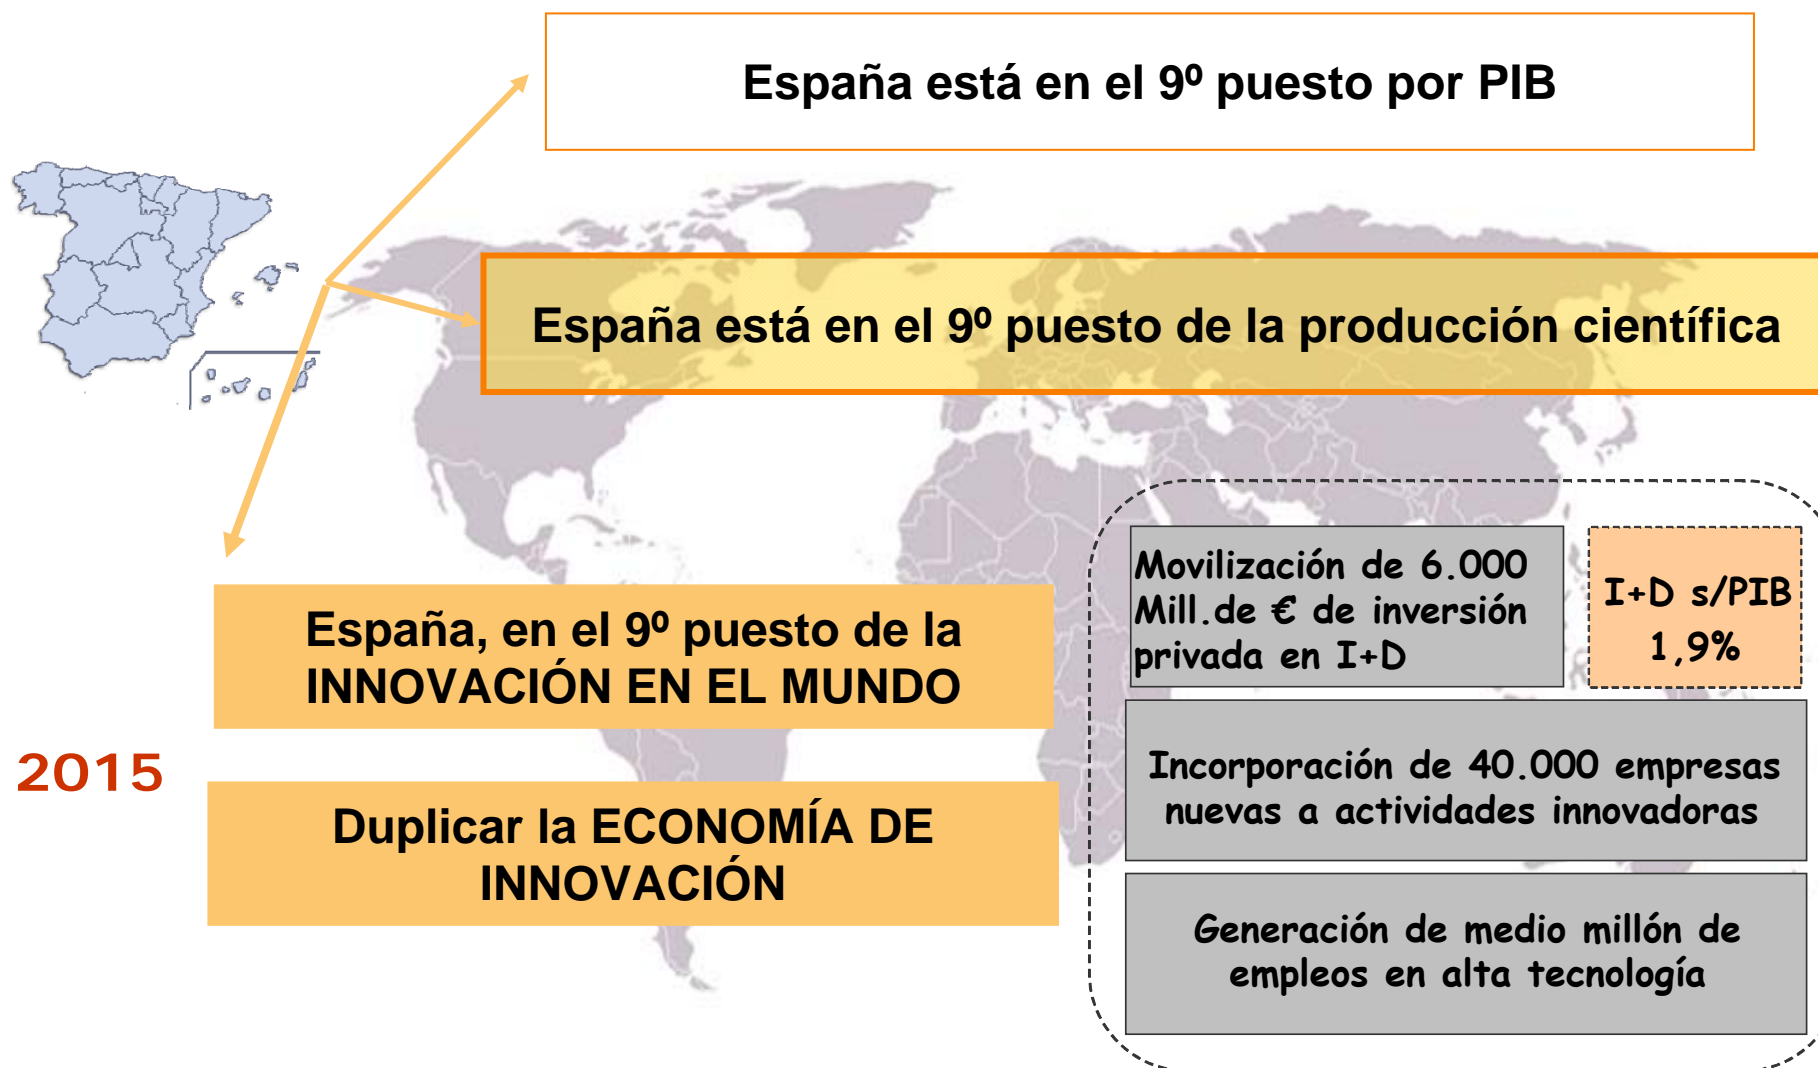 España está en el 9º puesto por PIB
España está en el 9º puesto de la producción científica
España, en el 9º puesto de la
INNOVACIÓN EN EL MUNDO
2015
Duplicar la ECONOMÍA DE
INNOVACIÓN
Movilización de 6.000
Mill.de € de inversión
privada en I+D
I+D s/PIB
1,9%
Incorporación de 40.000 empresas
nuevas a actividades innovadoras
Generación de medio millón de
empleos en alta tecnología